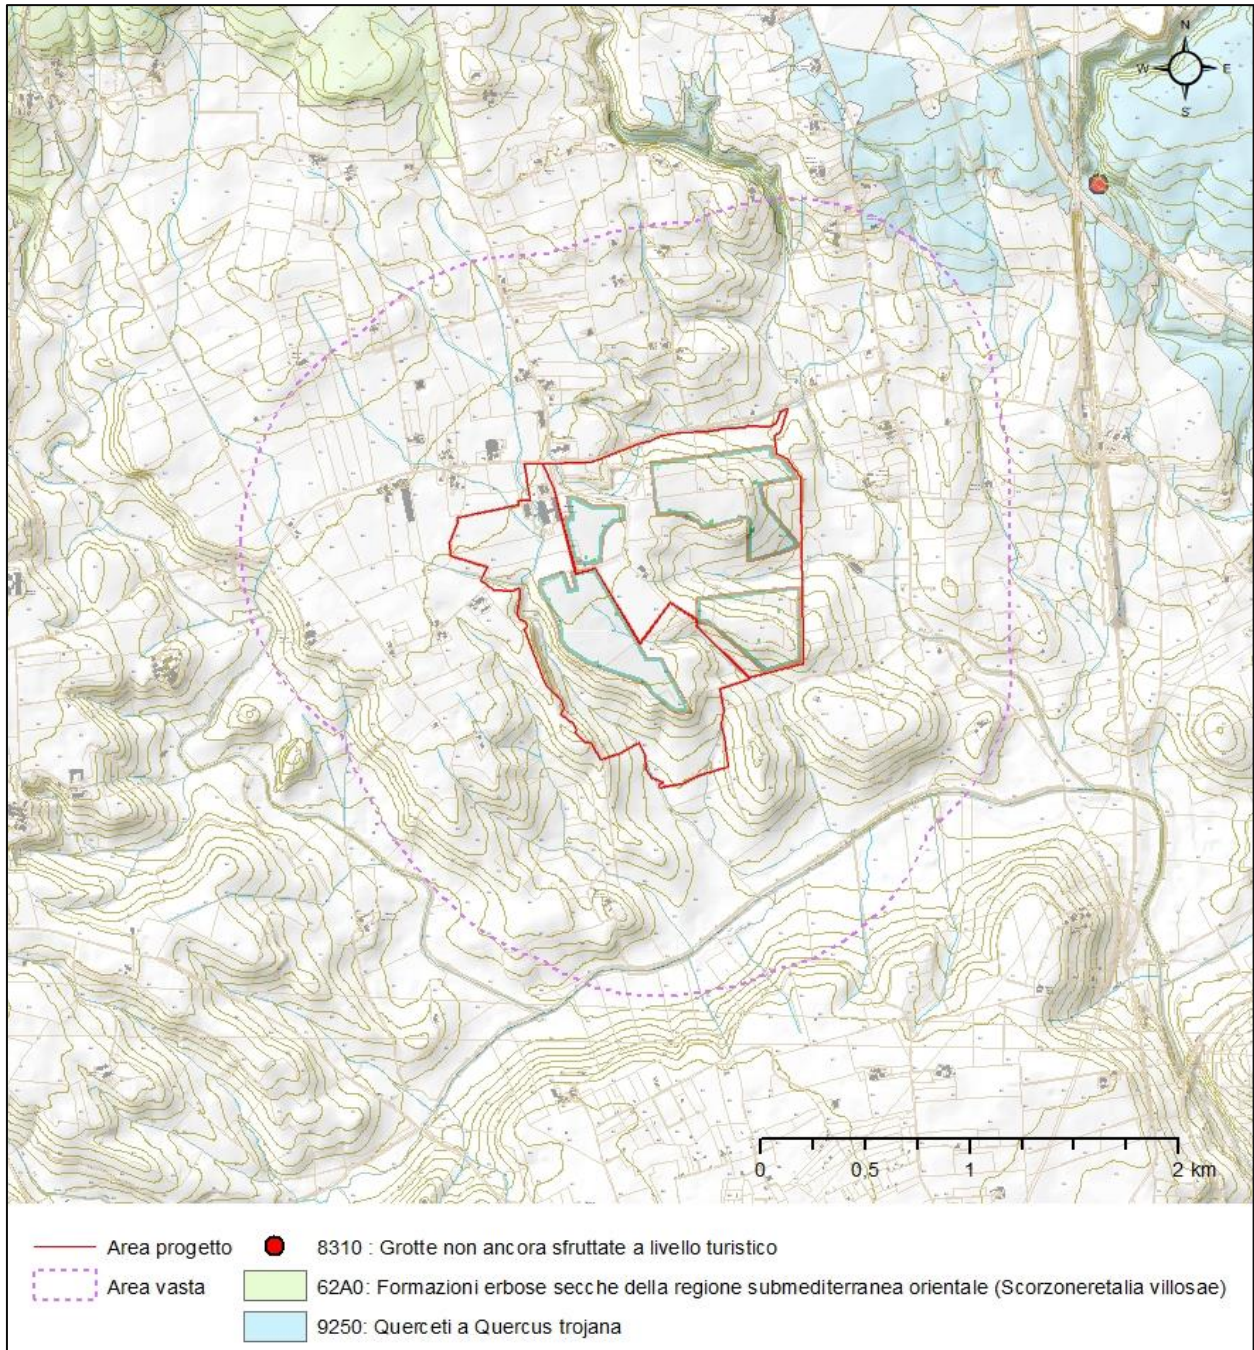 N
W E
S
0 0,5 1 2 km
Area progetto
8310 : Grotte non ancora sfruttate a livello turistico
Area vasta
62A0: Formazioni erbose secche della regione submediterranea orientale (Scorzoneretalia villosae)
9250: Querceti a Quercus trojana